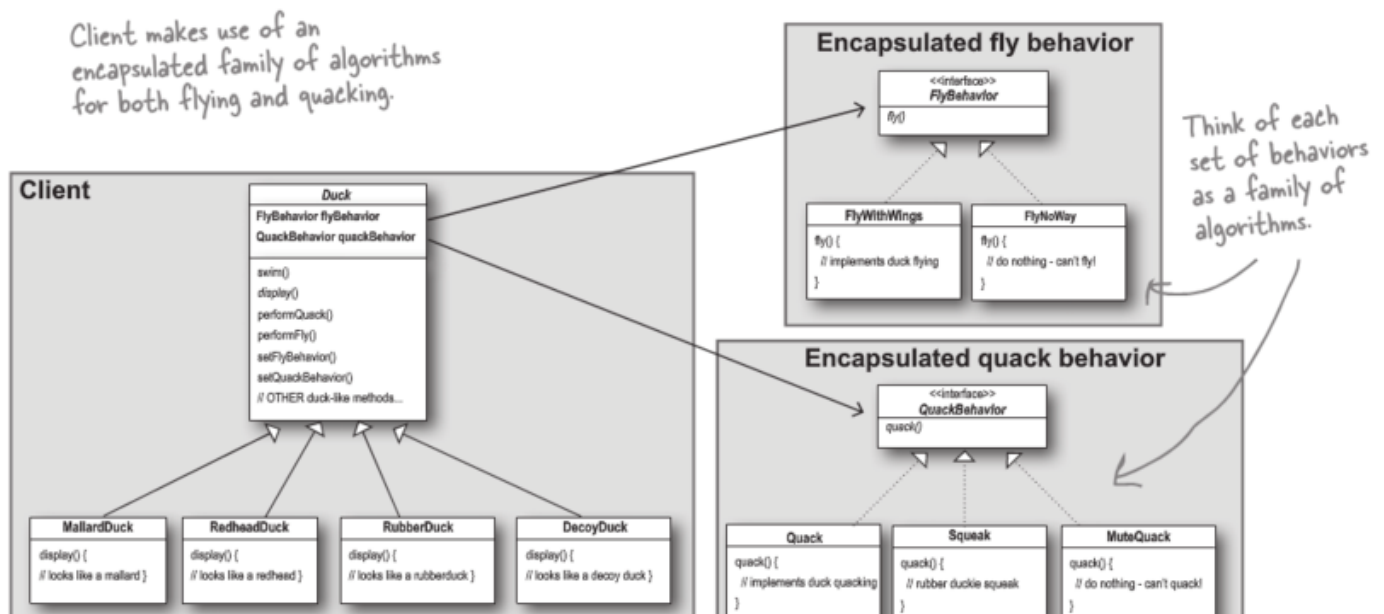 Client makes use of an
encapsulated family of algorithms
for both flying and quacking.
Encapsulated fly behavior
<<interface>>
FlyBehavior
fly()
FlyWithWings
fly() {
// implements duck flying
}
FlyNoWay
fly() {
// do nothing - can't fly!
}
Think of each
set of behaviors
as a family of
algorithms.
Client
Duck
FlyBehavior flyBehavior
QuackBehavior quackBehavior
swim()
display()
performQuack()
performFly()
setFlyBehavior()
setQuackBehavior()
// OTHER duck-like methods...
MallardDuck
display() {
// looks like a mallard }
RedheadDuck
display() {
// looks like a redhead }
RubberDuck
display() {
// looks like a rubberduck }
DecoyDuck
display() {
// looks like a decoy duck }
Encapsulated quack behavior
<<interface>>
QuackBehavior
quack()
Quack
quack() {
// implements duck quacking
}
Squeak
quack() {
// rubber duckie squeak
}
MuteQuack
quack() {
// do nothing - can't quack!
}